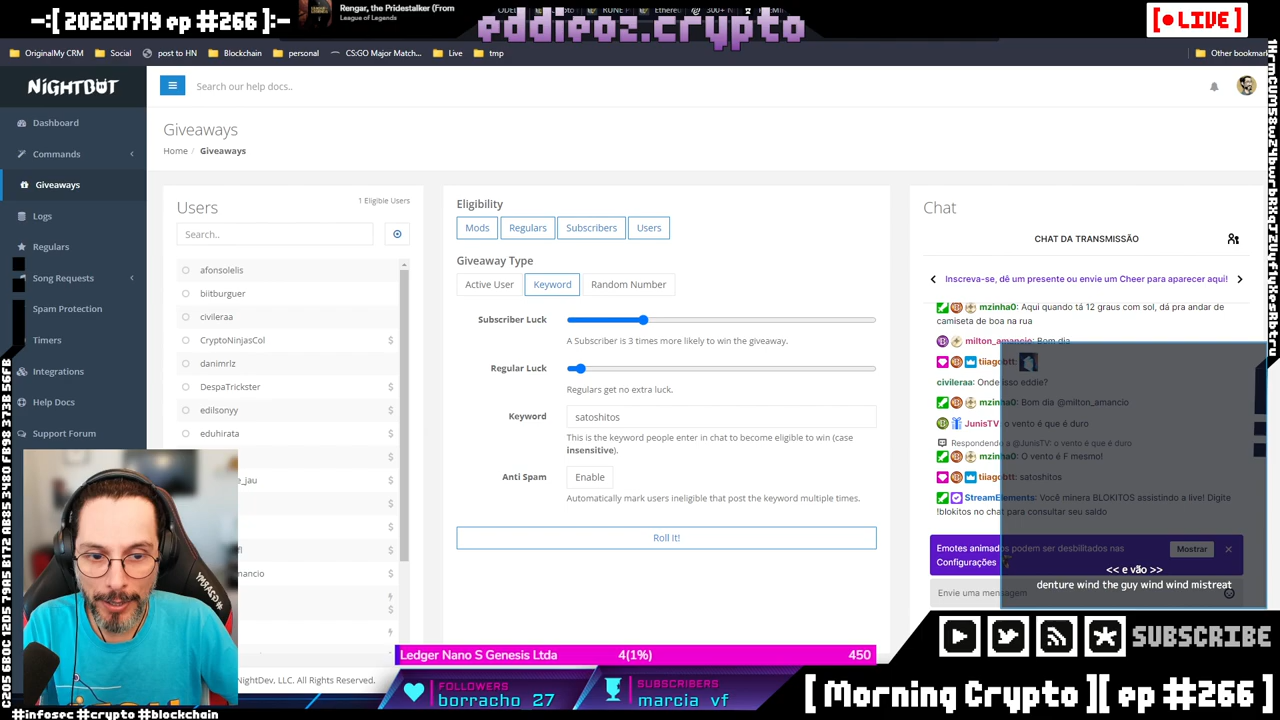 -:[ 20220719 ep #266 ]:-
Rengar, the Pridestalker (From
League of Legends
eddieoz.crypto
[ LIVE ]
OriginalMy CRM
Social
post to HN
Blockchain
personal
CS:GO Major Match...
Live
tmp
Other bookmar
NIGHTBOT
Search our help docs..
Dashboard
Commands
Giveaways
Logs
Regulars
Song Requests
Spam Protection
Timers
Integrations
Help Docs
Support Forum
Giveaways
Home / Giveaways
Users
1 Eligible Users
Search..
afonsolelis
biitburguer
civileraa
CryptoNinjasCol $
danimrlz
DespaTrickster $
edilsonyy $
eduhirata $
e_jau
mancio
Eligibility
Mods
Regulars
Subscribers
Users
Giveaway Type
Active User
Keyword
Random Number
Subscriber Luck
A Subscriber is 3 times more likely to win the giveaway.
Regular Luck
Regulars get no extra luck.
Keyword
satoshitos
This is the keyword people enter in chat to become eligible to win (case
insensitive).
Anti Spam
Enable
Automatically mark users ineligible that post the keyword multiple times.
Roll It!
Chat
CHAT DA TRANSMISSÃO
Inscreva-se, dê um presente ou envie um Cheer para aparecer aqui!
mzinha0: Aqui quando tá 12 graus com sol, dá pra andar de
camiseta de boa na rua
milton_amancio: Bom dia
tiiagobtt:
civileraa: Onde isso eddie?
mzinha0: Bom dia @milton_amancio
JunisTV: o vento é que é duro
Respondendo a @JunisTV: o vento é que é duro
mzinha0: O vento é F mesmo!
tiiagobtt: satoshitos
StreamElements: Você minera BLOKITOS assistindo a live! Digite
!blokitos no chat para consultar seu saldo
Emotes animados podem ser desbilitados nas
Configurações
Mostrar
<< e vão >>
denture wind the guy wind wind mistreat
Envie uma mensagem
NightDev, LLC. All Rights Reserved.
Ledger Nano S Genesis Ltda 4(1%) 450
FOLLOWERS
borracho 27
SUBSCRIBERS
marcia vf
SUBSCRIBE
[ Morning Crypto ][ ep #266 ]
#infosec #crypto #blockchain